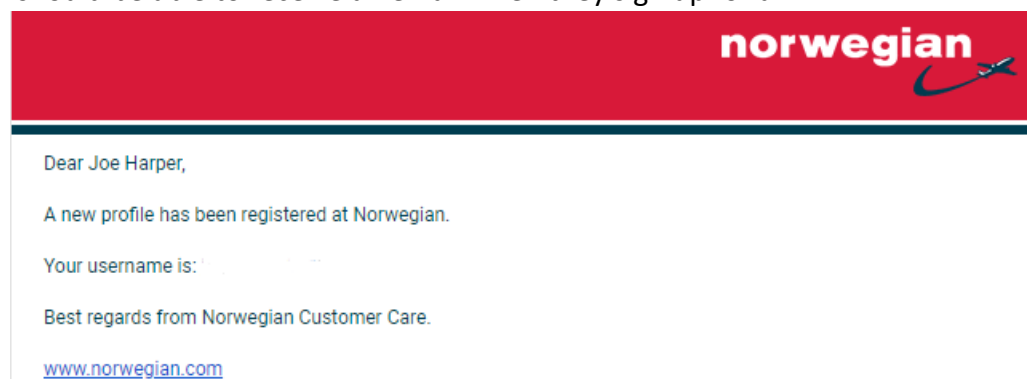 norwegian
Dear Joe Harper,
A new profile has been registered at Norwegian.
Your username is:
Best regards from Norwegian Customer Care.
www.norwegian.com